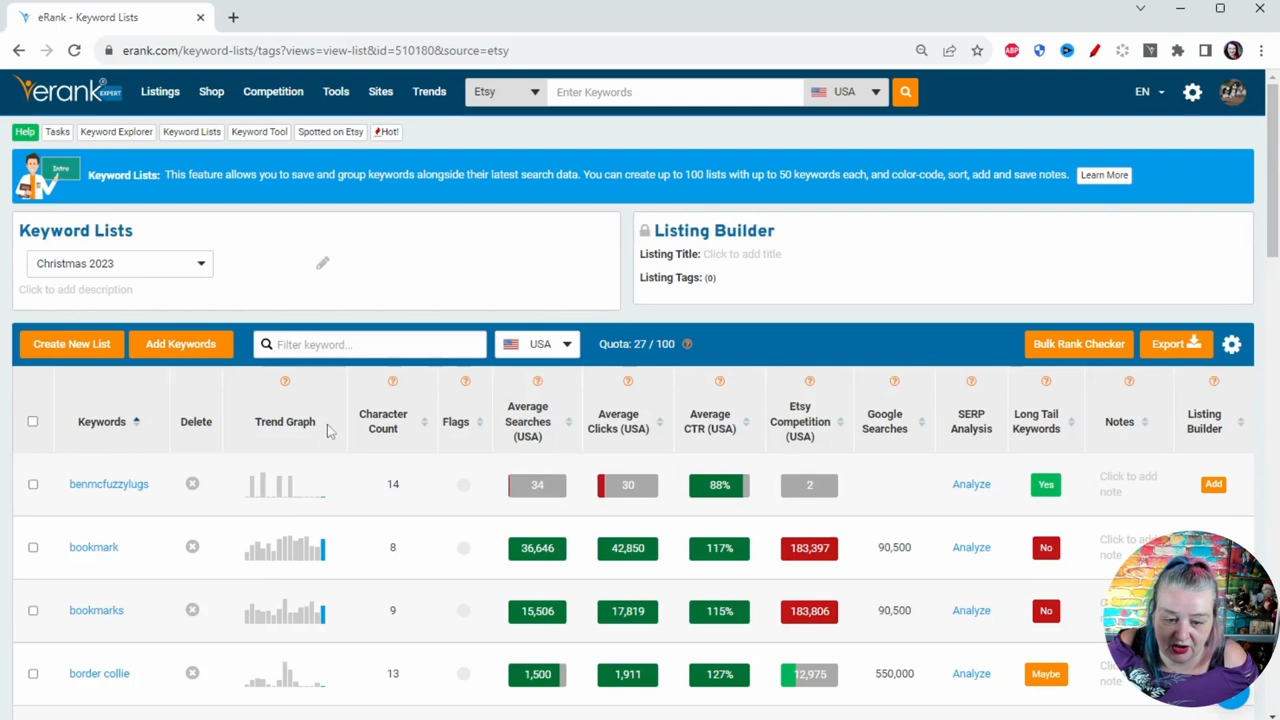 eRank - Keyword Lists
erank.com/keyword-lists/tags?views=view-list&id=510180&source=etsy
ABP
erank EXPERT
Listings Shop Competition Tools Sites Trends
Etsy Enter Keywords USA
EN
Help Tasks Keyword Explorer Keyword Lists Keyword Tool Spotted on Etsy Hot!
Intro
Keyword Lists: This feature allows you to save and group keywords alongside their latest search data. You can create up to 100 lists with up to 50 keywords each, and color-code, sort, add and save notes. Learn More
Keyword Lists
Christmas 2023
Click to add description
Listing Builder
Listing Title: Click to add title
Listing Tags: (0)
Create New List Add Keywords Filter keyword... USA Quota: 27 / 100 Bulk Rank Checker Export
Keywords Delete Trend Graph Character Count Flags Average Searches (USA) Average Clicks (USA) Average CTR (USA) Etsy Competition (USA) Google Searches SERP Analysis Long Tail Keywords Notes Listing Builder
benmcfuzzylugs 14 34 30 88% 2 Analyze Yes Click to add note Add
bookmark 8 36,646 42,850 117% 183,397 90,500 Analyze No Click to add note
bookmarks 9 15,506 17,819 115% 183,806 90,500 Analyze No
border collie 13 1,500 1,911 127% 12,975 550,000 Analyze Maybe note